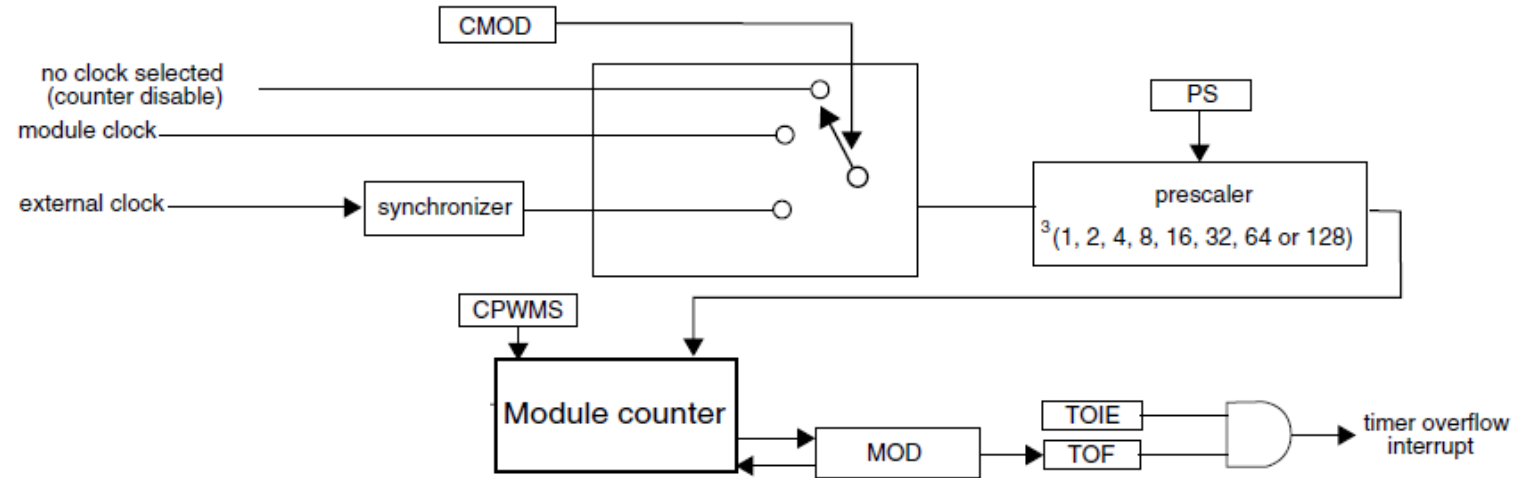 CMOD
no clock selected
(counter disable)
module clock
PS
external clock
synchronizer
prescaler
3(1, 2, 4, 8, 16, 32, 64 or 128)
CPWMS
Module counter
TOIE
MOD
TOF
timer overflow
interrupt